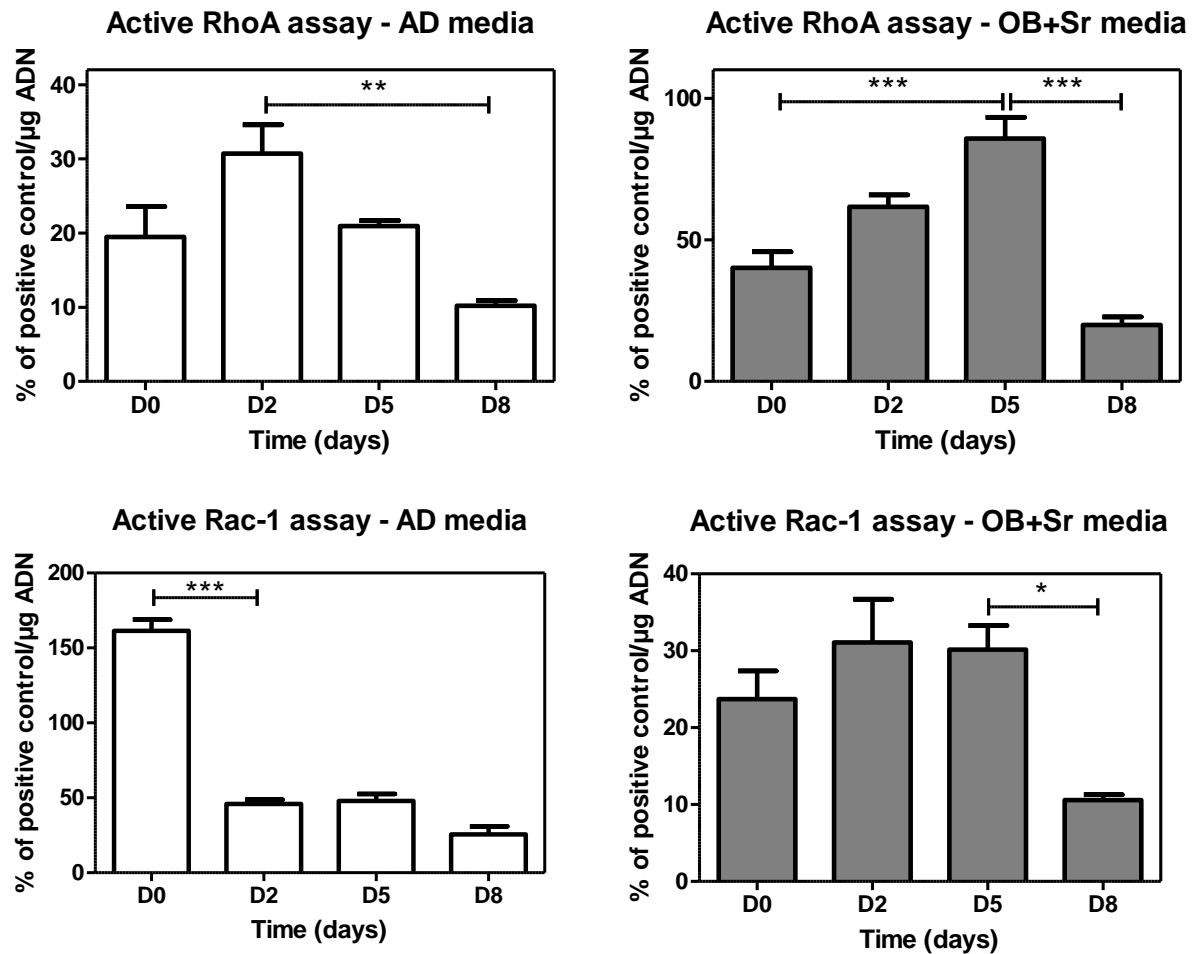 Active RhoA assay - AD media
% of positive control/µg ADN
40
30
20
10
0
**
D0 D2 D5 D8
Time (days)
Active RhoA assay - OB+Sr media
% of positive control/µg ADN
100
50
0
*** ***
D0 D2 D5 D8
Time (days)
Active Rac-1 assay - AD media
% of positive control/µg ADN
200
150
100
50
0
***
D0 D2 D5 D8
Time (days)
Active Rac-1 assay - OB+Sr media
% of positive control/µg ADN
40
30
20
10
0
*
D0 D2 D5 D8
Time (days)